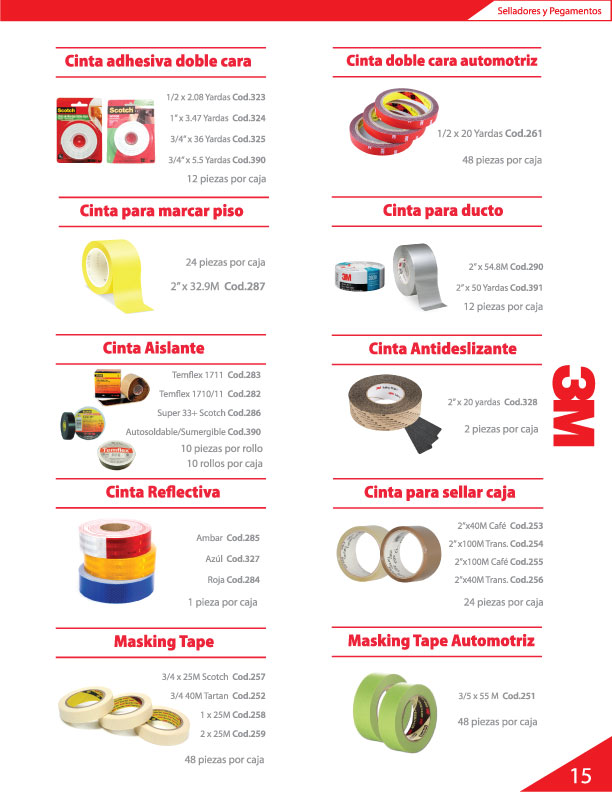 Selladores y Pegamentos
Cinta adhesiva doble cara
Scotch
Scotch
1/2 x 2.08 Yardas Cod.323
1" x 3.47 Yardas Cod.324
3/4" x 36 Yardas Cod.325
3/4" x 5.5 Yardas Cod.390
12 piezas por caja
Cinta doble cara automotriz
1/2 x 20 Yardas Cod.261
48 piezas por caja
Cinta para marcar piso
24 piezas por caja
2" x 32.9M Cod.287
Cinta para ducto
3M
2" x 54.8M Cod.290
2" x 50 Yardas Cod.391
12 piezas por caja
Cinta Aislante
Temflex 1711 Cod.283
Temflex 1710/11 Cod.282
Super 33+ Scotch Cod.286
Autosoldable/Sumergible Cod.390
10 piezas por rollo
10 rollos por caja
Temflex
Cinta Antideslizante
2" x 20 yardas Cod.328
2 piezas por caja
3M
Cinta Reflectiva
Ambar Cod.285
Azúl Cod.327
Roja Cod.284
1 pieza por caja
Cinta para sellar caja
2"x40M Café Cod.253
2" x100M Trans. Cod.254
2"x100M Café Cod.255
2"x40M Trans. Cod.256
24 piezas por caja
Masking Tape
3/4 x 25M Scotch Cod.257
3/4 40M Tartan Cod.252
1 x 25M Cod.258
2 x 25M Cod.259
48 piezas por caja
Masking Tape Automotriz
3/5 x 55 M Cod.251
48 piezas por caja
15